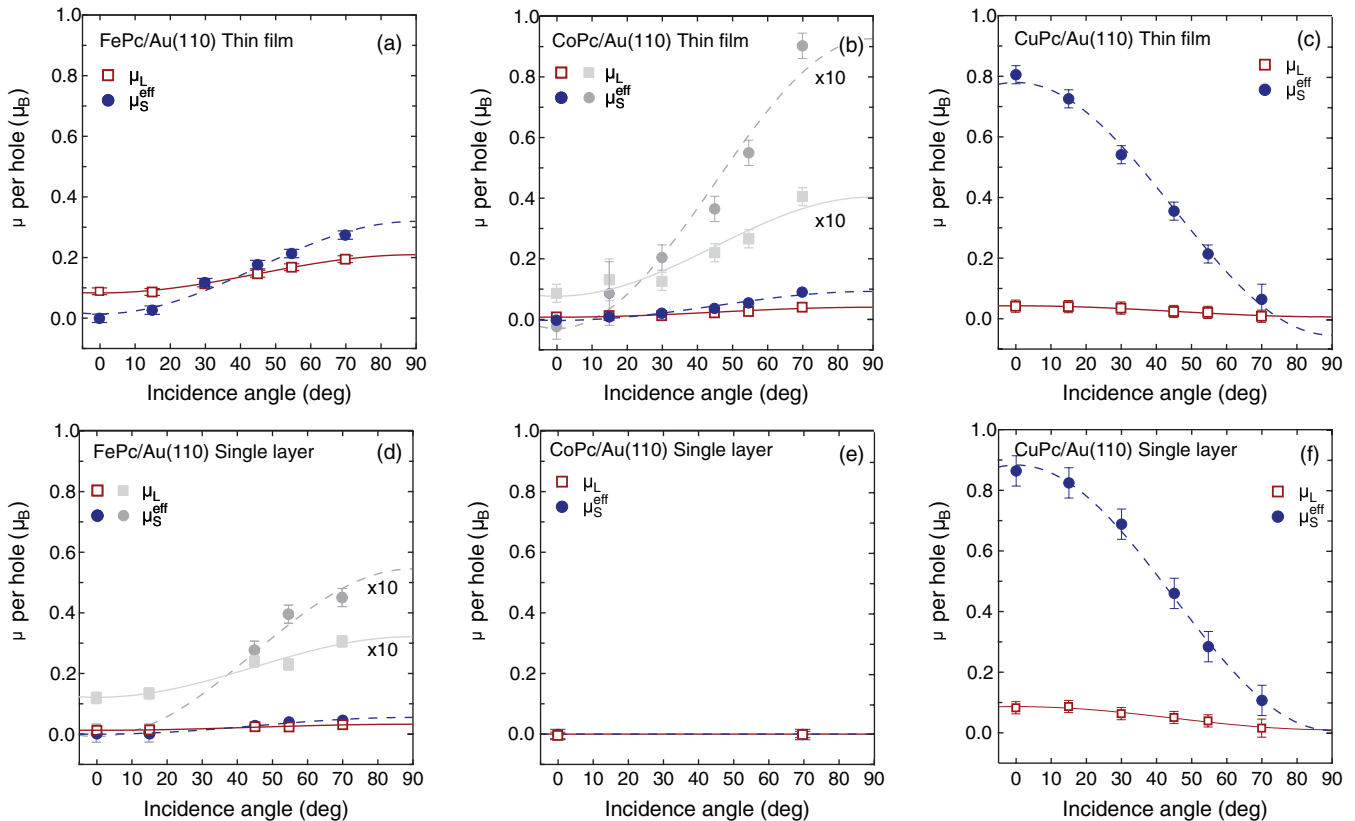 FePc/Au(110) Thin film (a)
μL
μSeff
1.0
0.8
0.6
0.4
0.2
0.0
μ per hole (μB)
0 10 20 30 40 50 60 70 80 90
Incidence angle (deg)
CoPc/Au(110) Thin film (b)
μL
μSeff
x10
x10
1.0
0.8
0.6
0.4
0.2
0.0
μ per hole (μB)
0 10 20 30 40 50 60 70 80 90
Incidence angle (deg)
CuPc/Au(110) Thin film (c)
μL
μSeff
1.0
0.8
0.6
0.4
0.2
0.0
μ per hole (μB)
0 10 20 30 40 50 60 70 80 90
Incidence angle (deg)
FePc/Au(110) Single layer (d)
μL
μSeff
x10
x10
1.0
0.8
0.6
0.4
0.2
0.0
μ per hole (μB)
0 10 20 30 40 50 60 70 80 90
Incidence angle (deg)
CoPc/Au(110) Single layer (e)
μL
μSeff
1.0
0.8
0.6
0.4
0.2
0.0
μ per hole (μB)
0 10 20 30 40 50 60 70 80 90
Incidence angle (deg)
CuPc/Au(110) Single layer (f)
μL
μSeff
1.0
0.8
0.6
0.4
0.2
0.0
μ per hole (μB)
0 10 20 30 40 50 60 70 80 90
Incidence angle (deg)